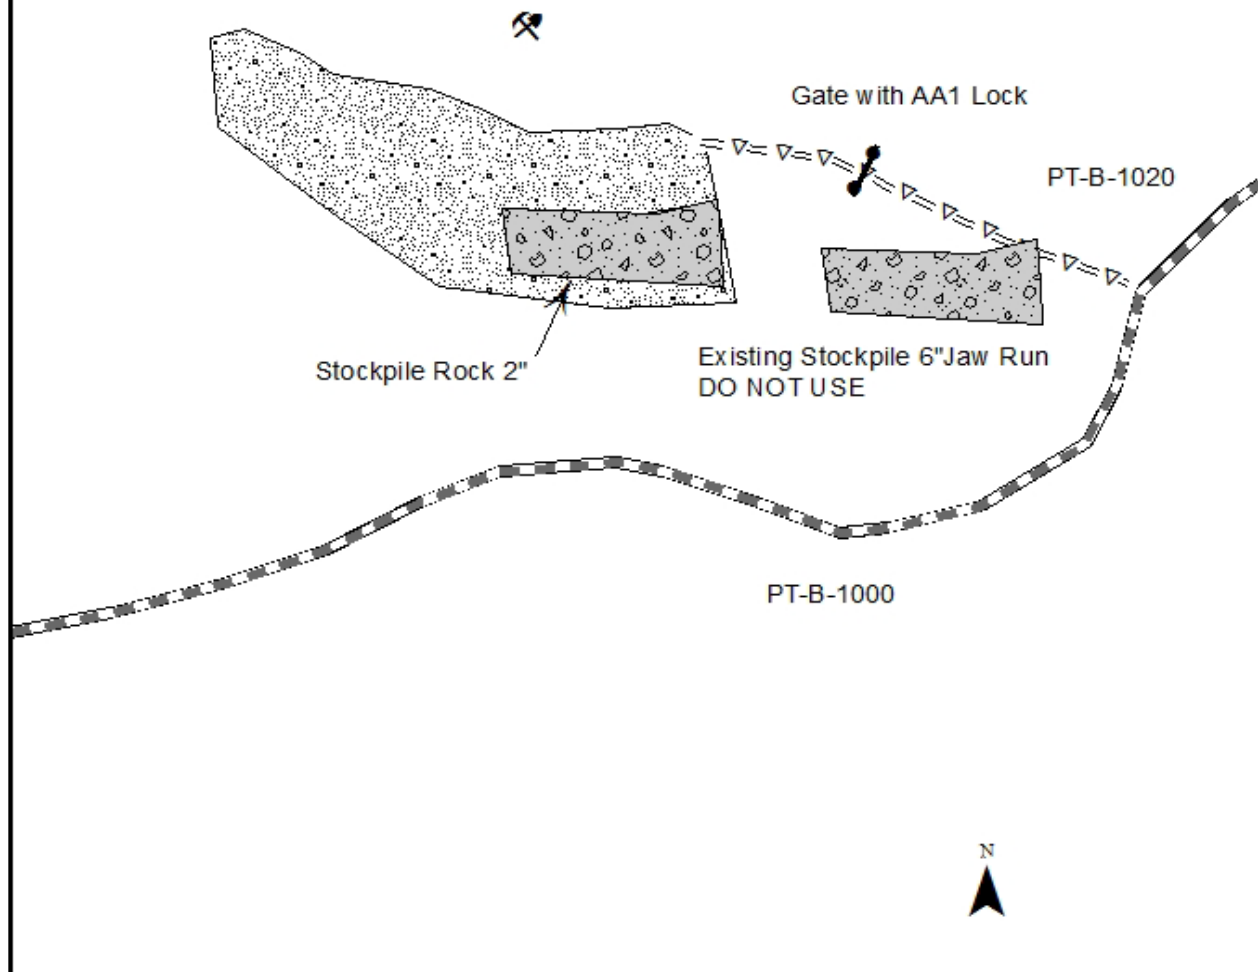 Gate with AA1 Lock
PT-B-1020
Stockpile Rock 2"
Existing Stockpile 6"Jaw Run
DO NOT USE
PT-B-1000
N